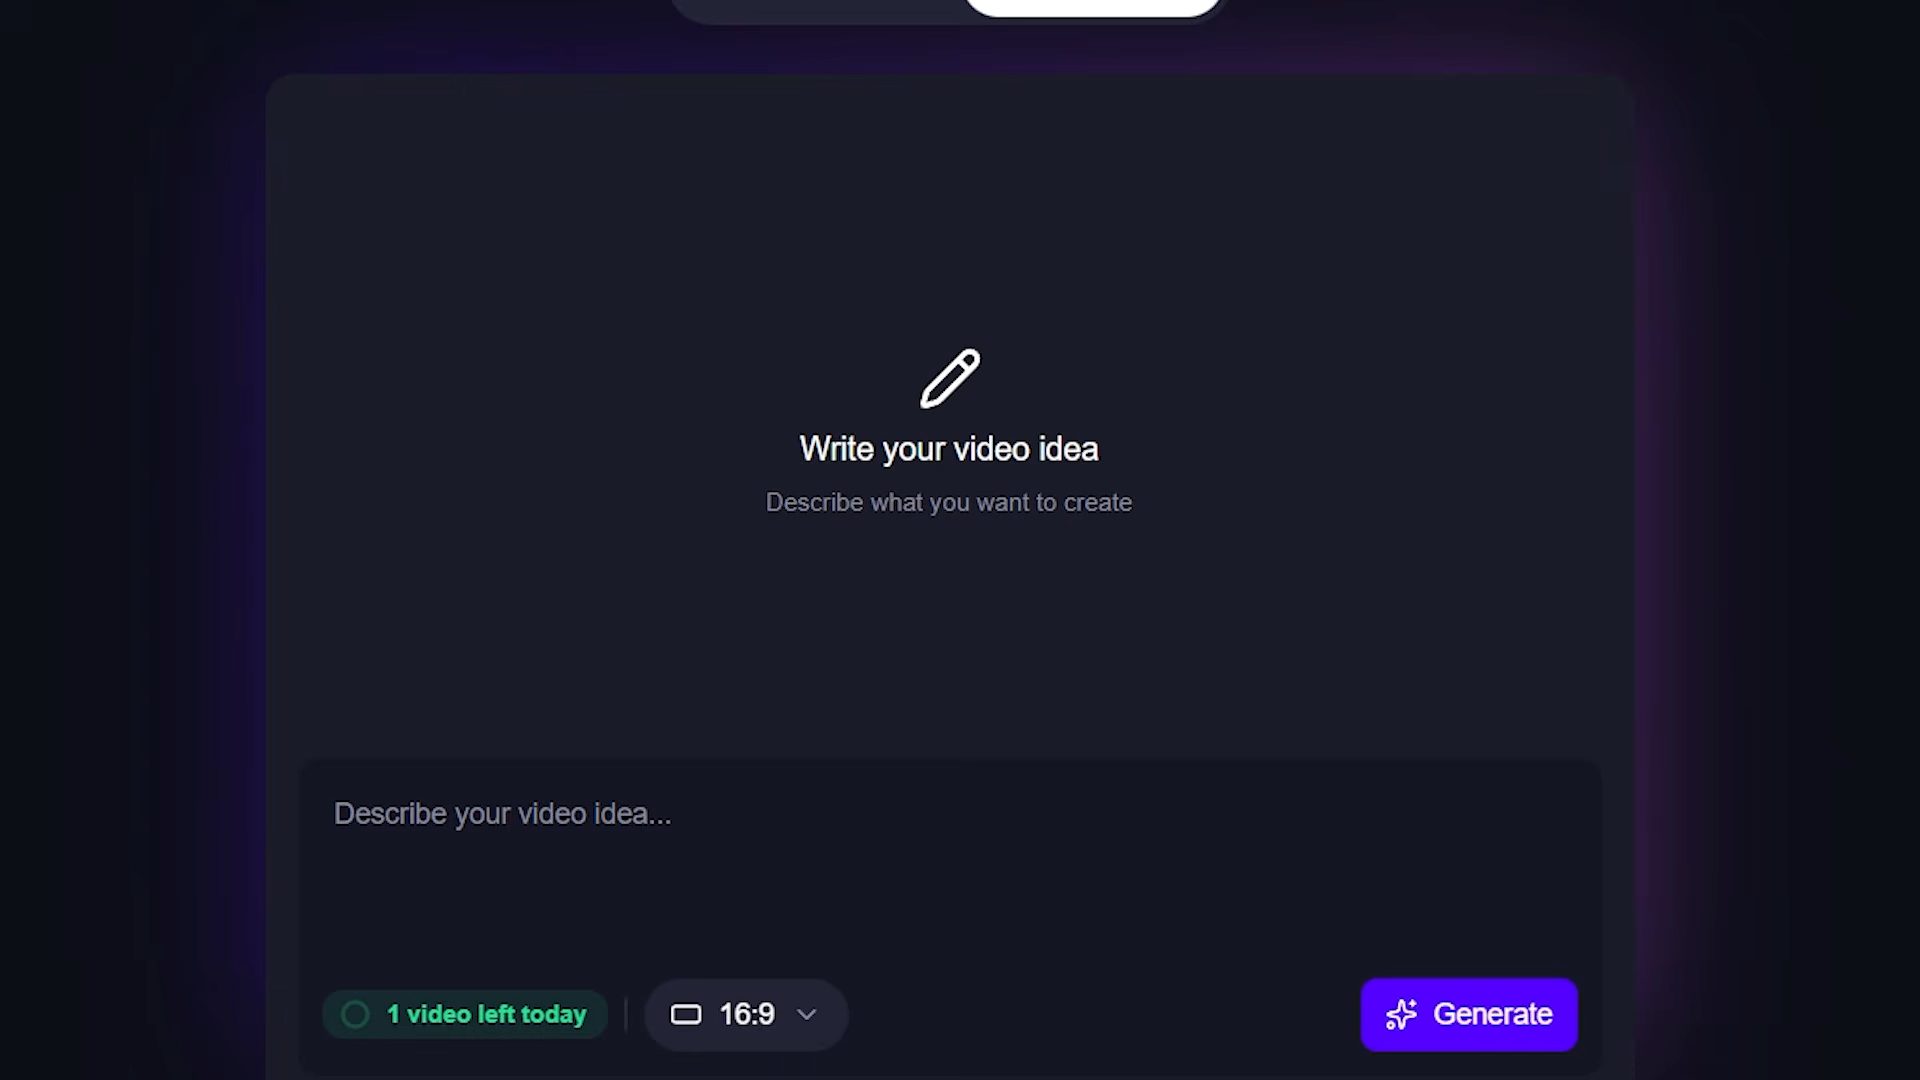 Write your video idea
Describe what you want to create
Describe your video idea...
1 video left today
16:9
Generate